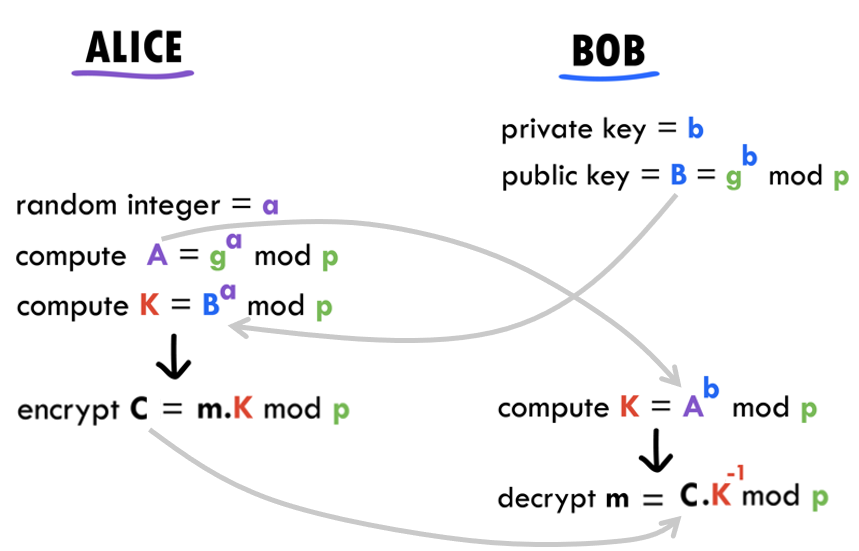 ALICE
random integer = a
compute A = g^a mod p
compute K = B^a mod p
encrypt C = m.K mod p
BOB
private key = b
public key = B = g^b mod p
compute K = A^b mod p
decrypt m = C.K^-1 mod p